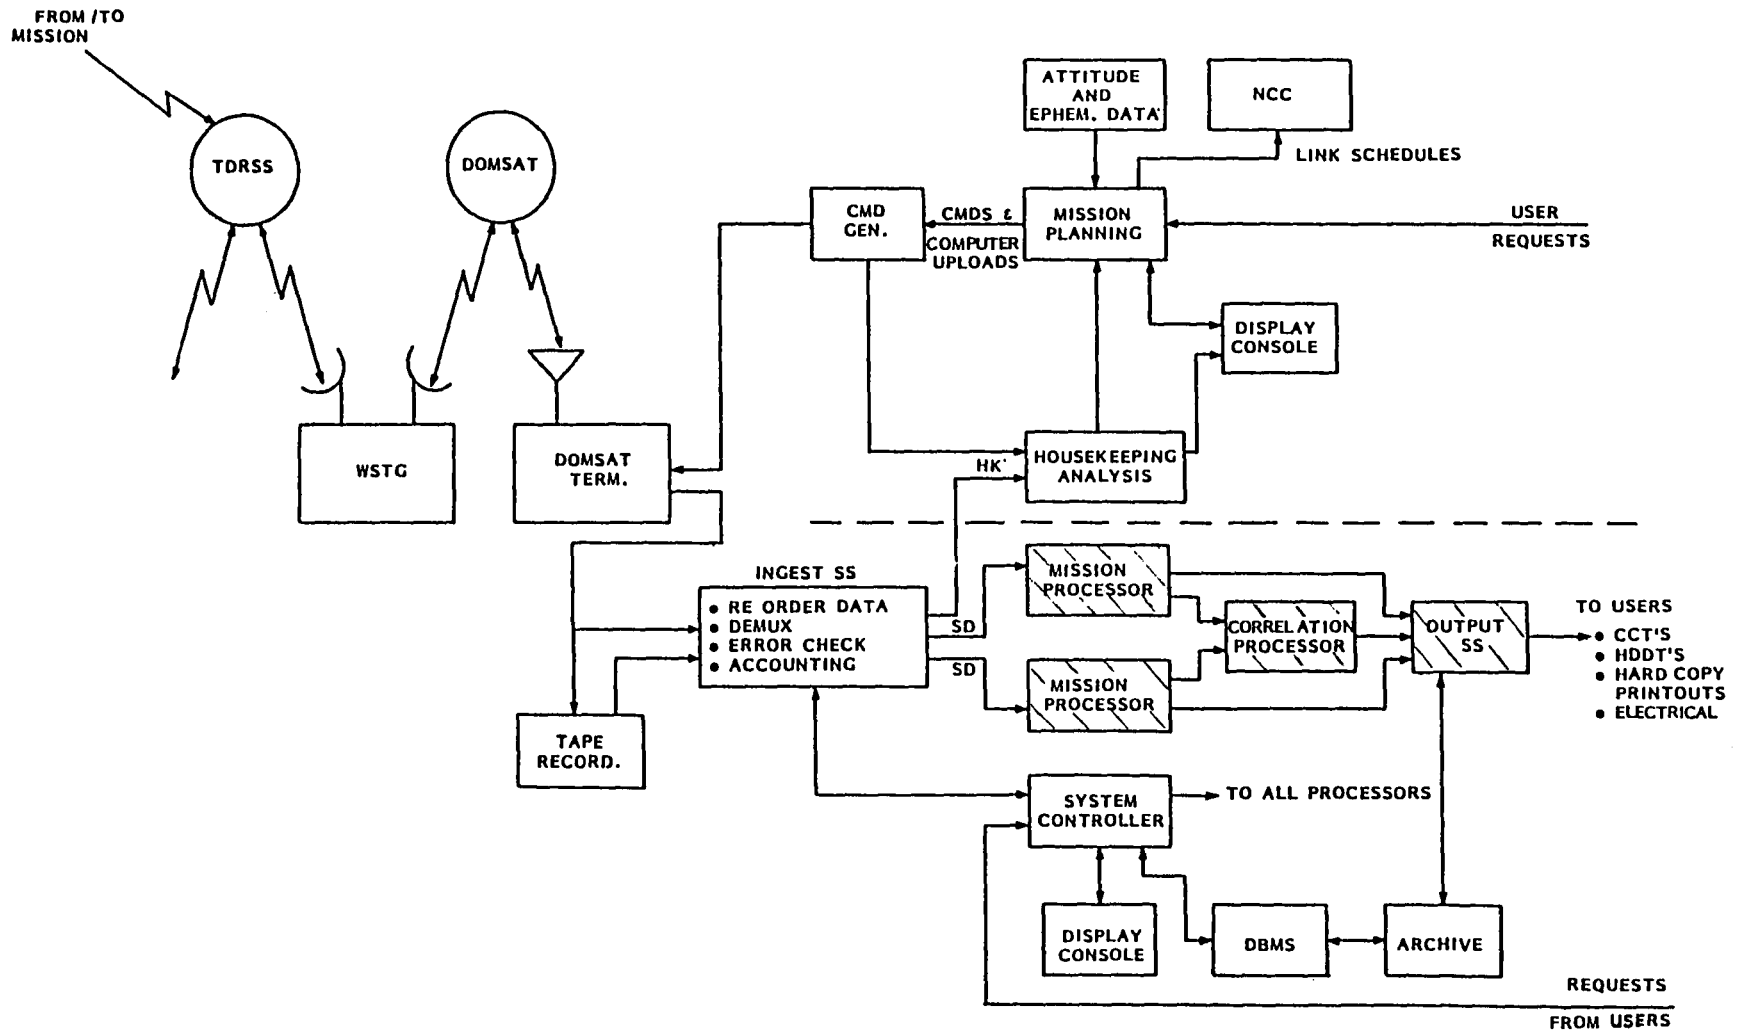 FROM/TO
MISSION
TDRSS
DOMSAT
WSTG
DOMSAT
TERM.
ATTITUDE
AND
EPHEM. DATA
NCC
LINK SCHEDULES
CMD
GEN.
CMDS &
COMPUTER
UPLOADS
MISSION
PLANNING
USER
REQUESTS
DISPLAY
CONSOLE
HK
HOUSEKEEPING
ANALYSIS
INGEST SS
• RE ORDER DATA
• DEMUX
• ERROR CHECK
• ACCOUNTING
SD
SD
TAPE
RECORD.
MISSION
PROCESSOR
MISSION
PROCESSOR
CORRELATION
PROCESSOR
OUTPUT
SS
TO USERS
• CCT'S
• HDDT'S
• HARD COPY
PRINTOUTS
• ELECTRICAL
SYSTEM
CONTROLLER
TO ALL PROCESSORS
DISPLAY
CONSOLE
DBMS
ARCHIVE
REQUESTS
FROM USERS